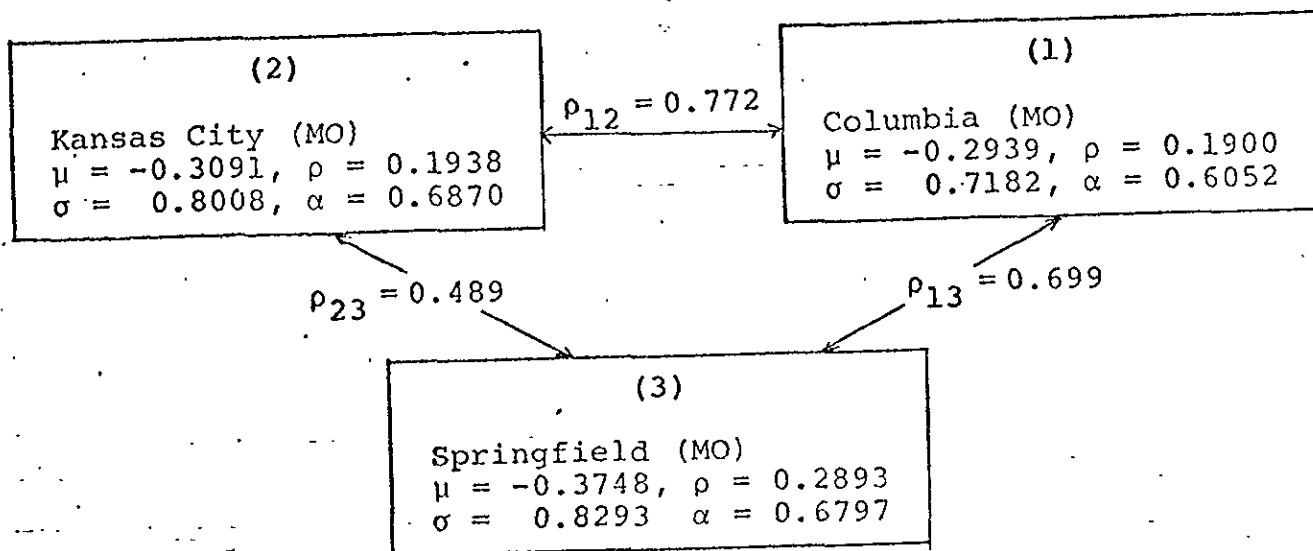 (2)
Kansas City (MO)
μ = -0.3091, ρ = 0.1938
σ = 0.8008, α = 0.6870
ρ12 = 0.772
(1)
Columbia (MO)
μ = -0.2939, ρ = 0.1900
σ = 0.7182, α = 0.6052
ρ23 = 0.489
ρ13 = 0.699
(3)
Springfield (MO)
μ = -0.3748, ρ = 0.2893
σ = 0.8293 α = 0.6797